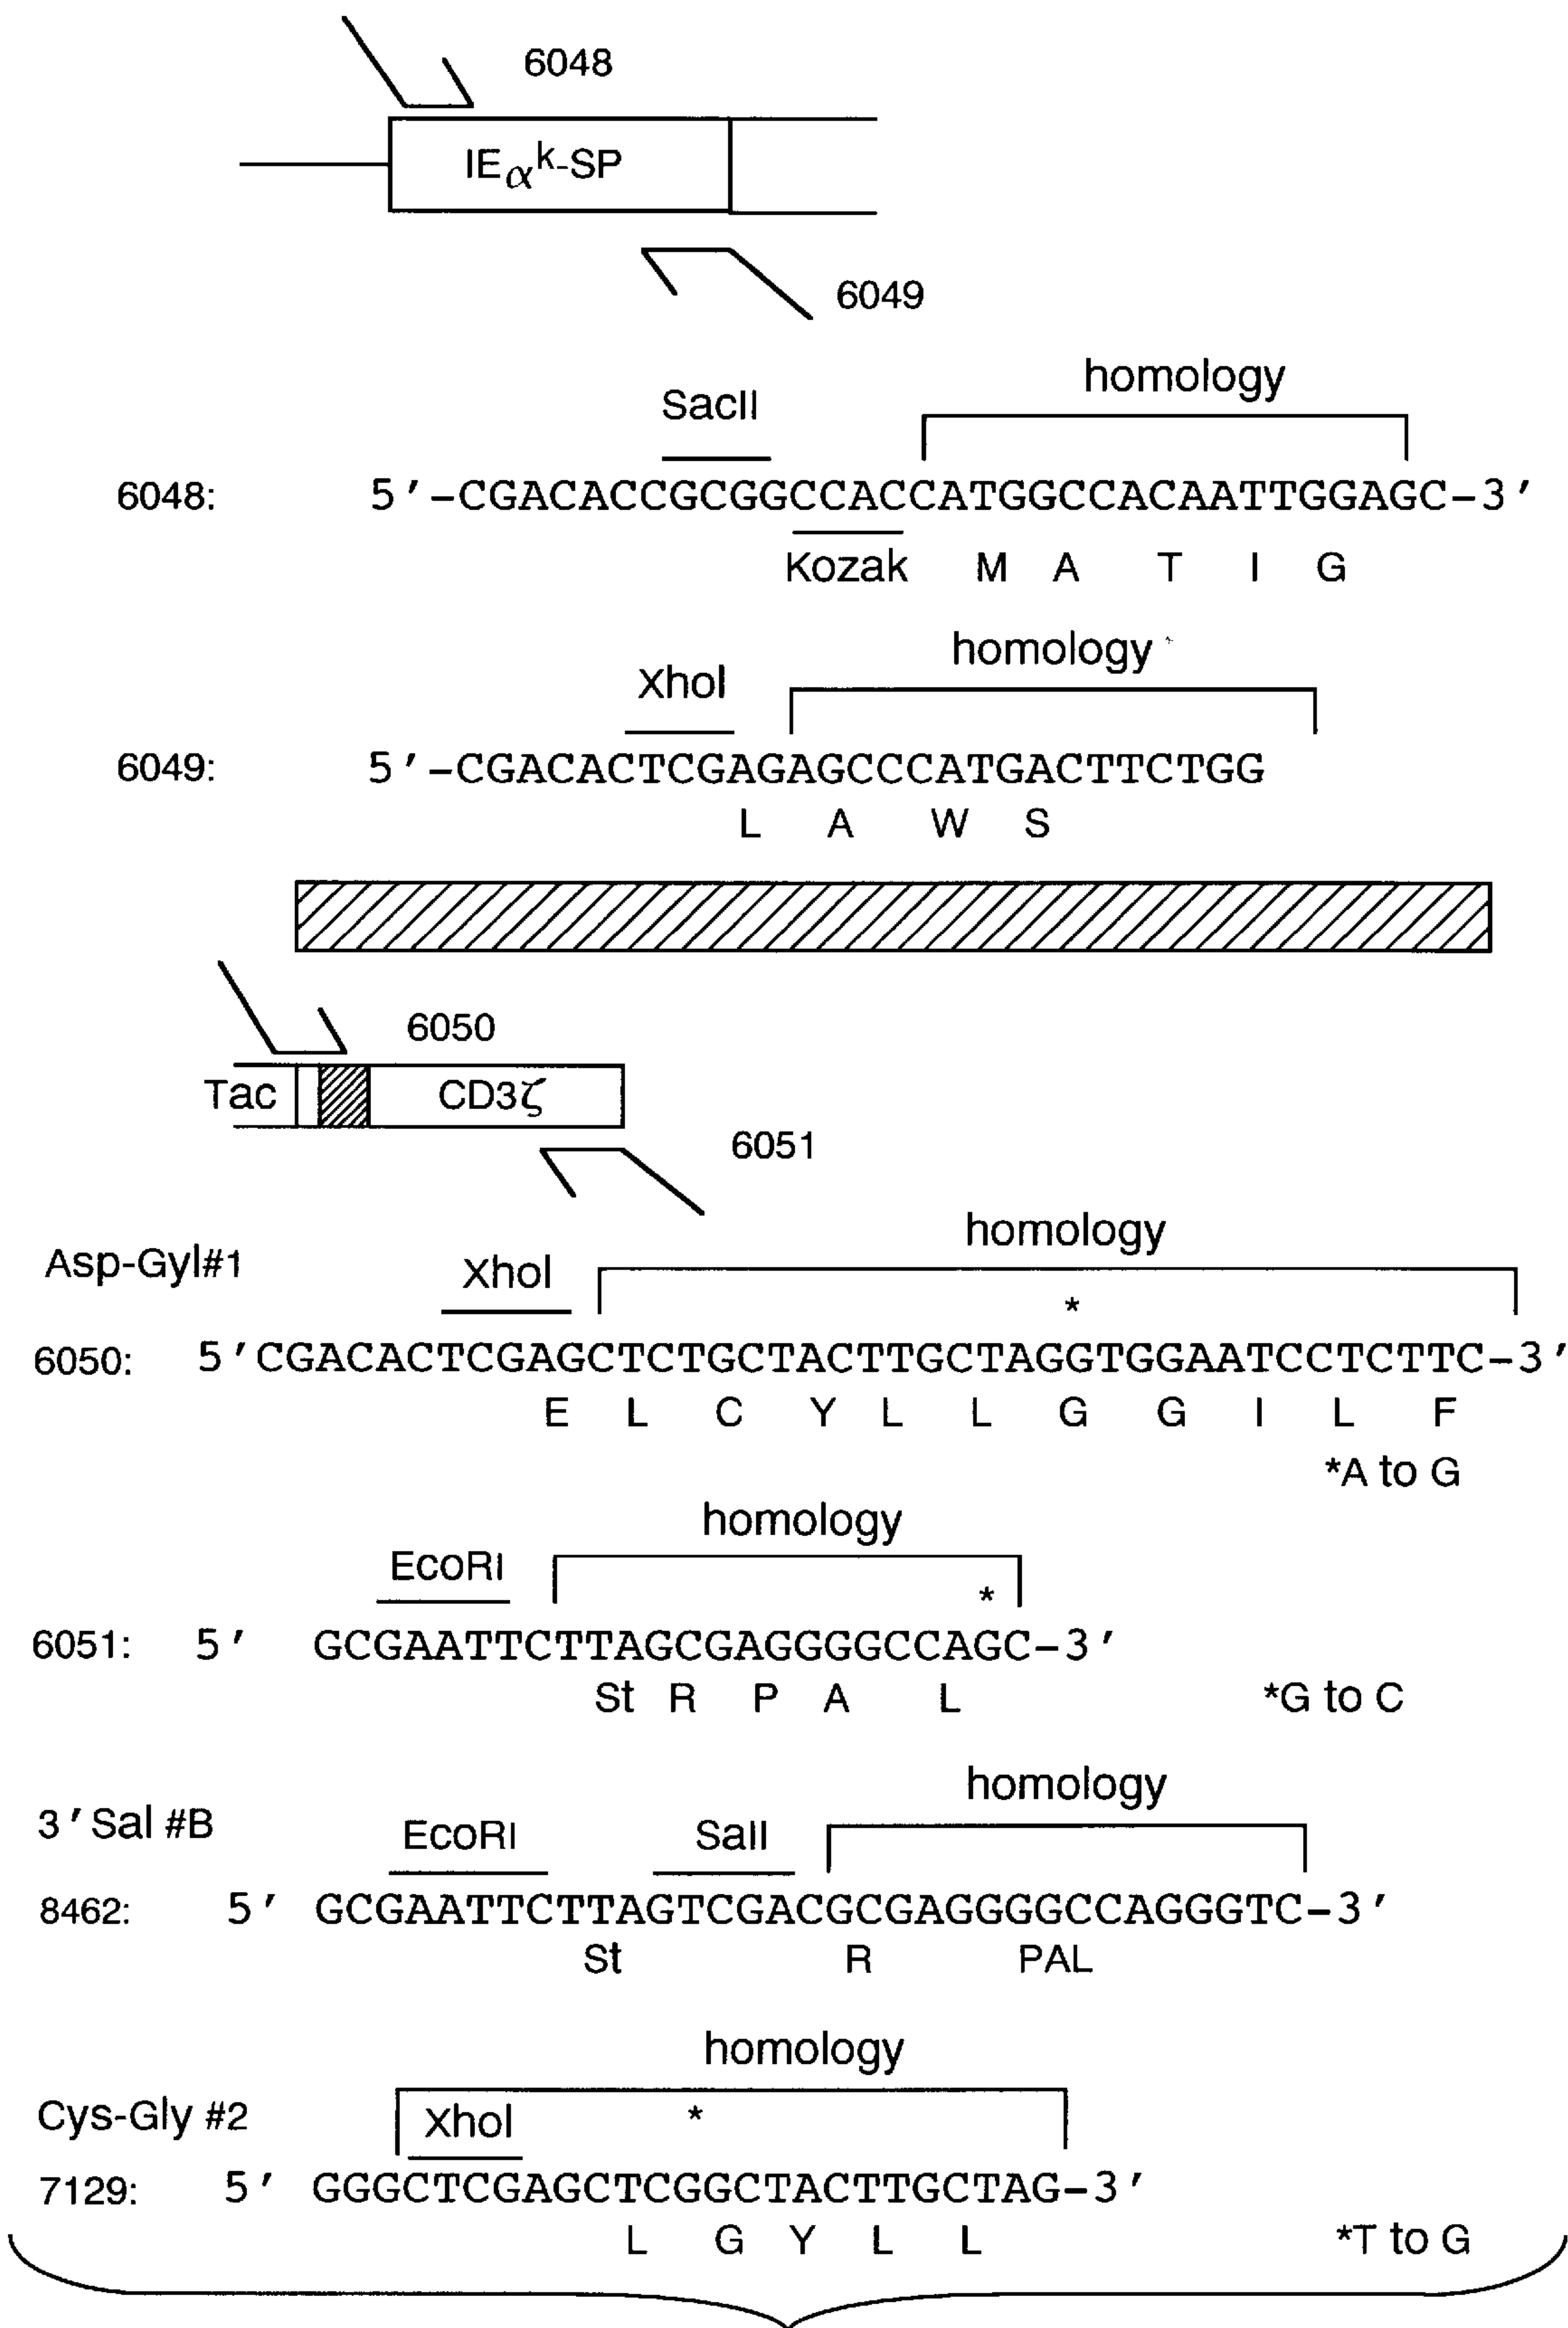 6048
IEαk-SP
6049
homology
SacII
6048: 5'-CGACACCGCGGCCACCATGGCCACAATTGGAGC-3'
Kozak M A T I G
homology
XhoI
6049: 5'-CGACACTCGAGAGCCCATGACTTCTGG
L A W S
6050
Tac CD3ζ
6051
homology
Asp-Gyl#1 XhoI
*
6050: 5'CGACACTCGAGCTCTGCTACTTGCTAGGTGGAATCCTCTTC-3'
E L C Y L L G G I L F
*A to G
homology
EcoRI *
6051: 5' GCGAATTCTTAGCGAGGGGCCAGC-3'
St R P A L *G to C
homology
3'Sal #B EcoRI SalI
8462: 5' GCGAATTCTTAGTCGACGCGAGGGGCCAGGGTC-3'
St R PAL
homology
Cys-Gly #2 XhoI *
7129: 5' GGGCTCGAGCTCGGCTACTTGCTAG-3'
L G Y L L *T to G